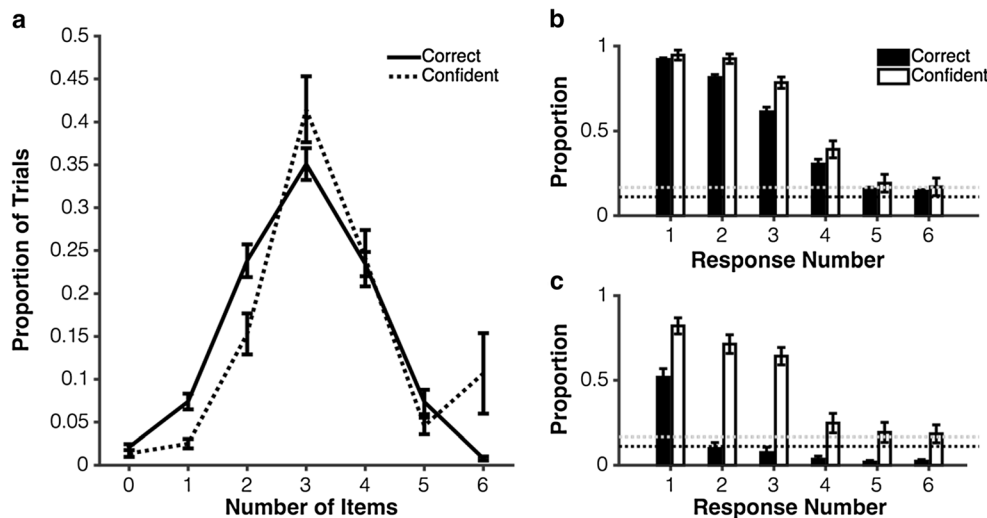 a
Proportion of Trials
0.5
0.45
0.4
0.35
0.3
0.25
0.2
0.15
0.1
0.05
0
Correct
Confident
0 1 2 3 4 5 6
Number of Items
b
Proportion
1
0.5
0
Correct
Confident
1 2 3 4 5 6
Response Number
c
Proportion
1
0.5
0
1 2 3 4 5 6
Response Number